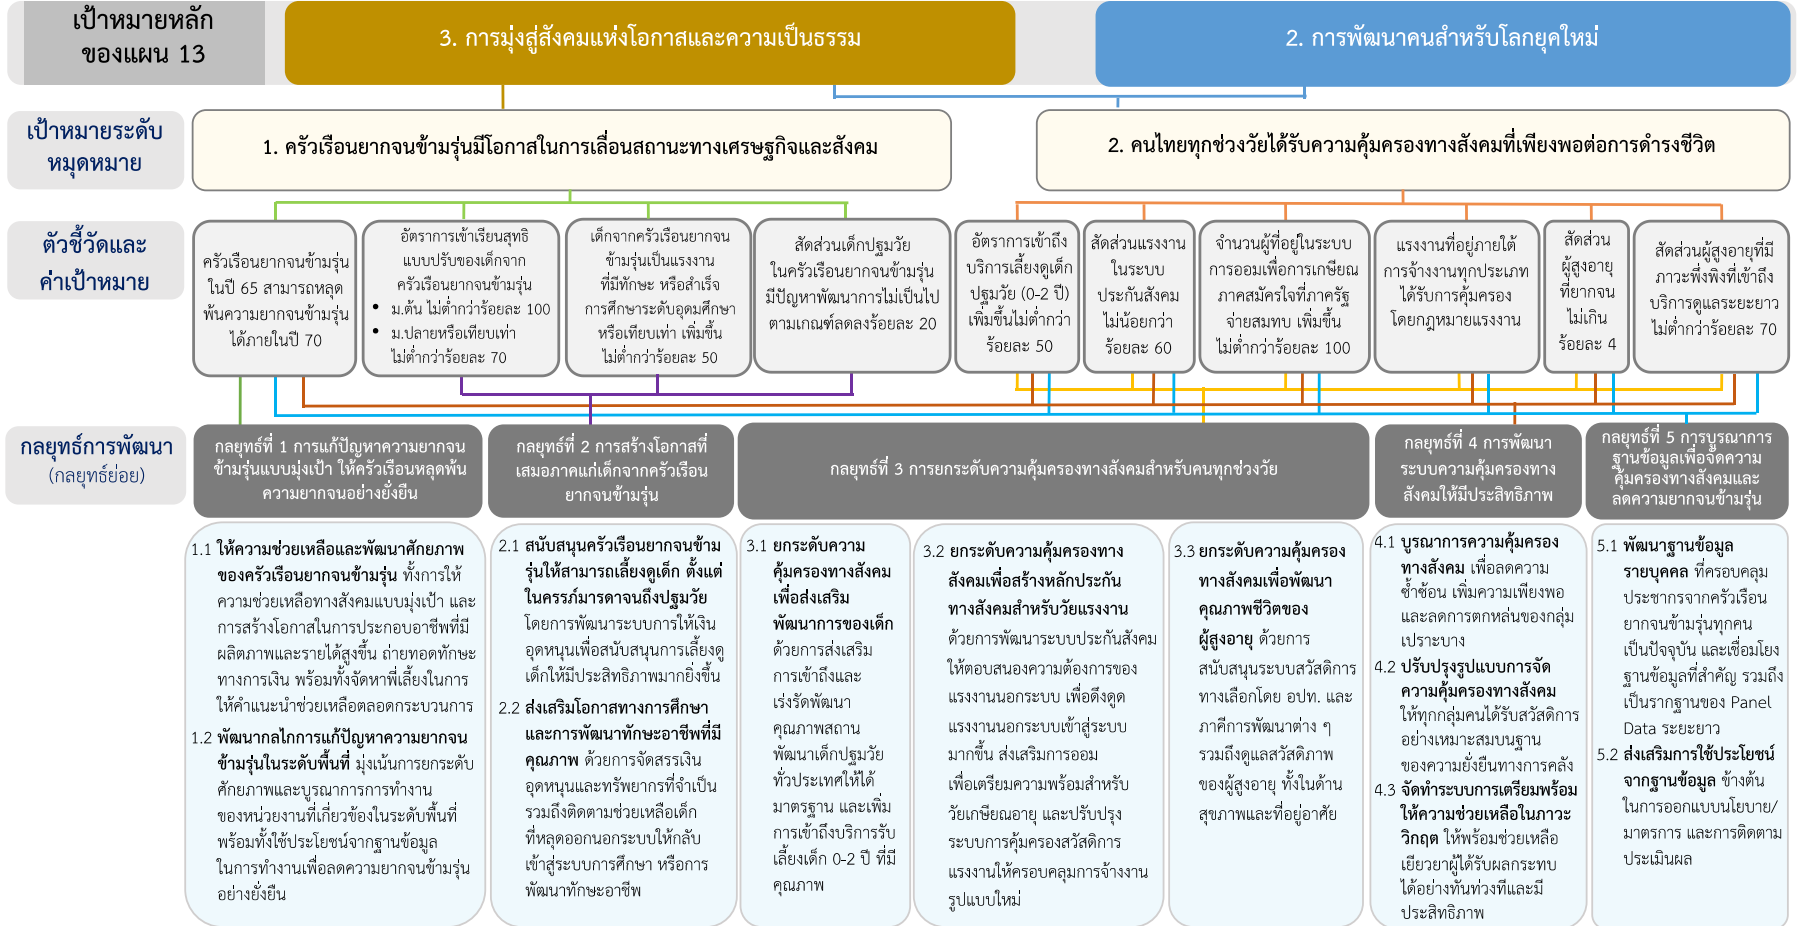 เป้าหมายหลัก
ของแผน 13
3. การมุ่งสู่สังคมแห่งโอกาสและความเป็นธรรม
2. การพัฒนาคนสำหรับโลกยุคใหม่
เป้าหมายระดับ
หมุดหมาย
1. ครัวเรือนยากจนข้ามรุ่นมีโอกาสในการเลื่อนสถานะทางเศรษฐกิจและสังคม
2. คนไทยทุกช่วงวัยได้รับความคุ้มครองทางสังคมที่เพียงพอต่อการดำรงชีวิต
ตัวชี้วัดและ
ค่าเป้าหมาย
ครัวเรือนยากจนข้ามรุ่น
ในปี 65 สามารถหลุด
พ้นความยากจนข้ามรุ่น
ได้ภายในปี 70
อัตราการเข้าเรียนสุทธิ
แบบปรับของเด็กจาก
ครัวเรือนยากจนข้ามรุ่น
• ม.ต้น ไม่ต่ำกว่าร้อยละ 100
• ม.ปลายหรือเทียบเท่า
ไม่ต่ำกว่าร้อยละ 70
เด็กจากครัวเรือนยากจน
ข้ามรุ่นเป็นแรงงาน
ที่มีทักษะ หรือสำเร็จ
การศึกษาระดับอุดมศึกษา
หรือเทียบเท่า เพิ่มขึ้น
ไม่ต่ำกว่าร้อยละ 50
สัดส่วนเด็กปฐมวัย
ในครัวเรือนยากจนข้ามรุ่น
มีปัญหาพัฒนาการไม่เป็นไป
ตามเกณฑ์ลดลงร้อยละ 20
อัตราการเข้าถึง
บริการเลี้ยงดูเด็ก
ปฐมวัย (0-2 ปี)
เพิ่มขึ้นไม่ต่ำกว่า
ร้อยละ 50
สัดส่วนแรงงาน
ในระบบ
ประกันสังคม
ไม่น้อยกว่า
ร้อยละ 60
จำนวนผู้ที่อยู่ในระบบ
การออมเพื่อการเกษียณ
ภาคสมัครใจที่ภาครัฐ
จ่ายสมทบ เพิ่มขึ้น
ไม่ต่ำกว่าร้อยละ 100
แรงงานที่อยู่ภายใต้
การจ้างงานทุกประเภท
ได้รับการคุ้มครอง
โดยกฎหมายแรงงาน
สัดส่วน
ผู้สูงอายุ
ที่ยากจน
ไม่เกิน
ร้อยละ 4
สัดส่วนผู้สูงอายุที่มี
ภาวะพึ่งพิงที่เข้าถึง
บริการดูแลระยะยาว
ไม่ต่ำกว่าร้อยละ 70
กลยุทธ์การพัฒนา
(กลยุทธ์ย่อย)
กลยุทธ์ที่ 1 การแก้ปัญหาความยากจน
ข้ามรุ่นแบบมุ่งเป้า ให้ครัวเรือนหลุดพ้น
ความยากจนอย่างยั่งยืน
กลยุทธ์ที่ 2 การสร้างโอกาสที่
เสมอภาคแก่เด็กจากครัวเรือน
ยากจนข้ามรุ่น
กลยุทธ์ที่ 3 การยกระดับความคุ้มครองทางสังคมสำหรับคนทุกช่วงวัย
กลยุทธ์ที่ 4 การพัฒนา
ระบบความคุ้มครองทาง
สังคมให้มีประสิทธิภาพ
กลยุทธ์ที่ 5 การบูรณาการ
ฐานข้อมูลเพื่อจัดความ
คุ้มครองทางสังคมและ
ลดความยากจนข้ามรุ่น
1.1 ให้ความช่วยเหลือและพัฒนาศักยภาพ
ของครัวเรือนยากจนข้ามรุ่น ทั้งการให้
ความช่วยเหลือทางสังคมแบบมุ่งเป้า และ
การสร้างโอกาสในการประกอบอาชีพที่มี
ผลิตภาพและรายได้สูงขึ้น ถ่ายทอดทักษะ
ทางการเงิน พร้อมทั้งจัดหาพี่เลี้ยงในการ
ให้คำแนะนำช่วยเหลือตลอดกระบวนการ
1.2 พัฒนากลไกการแก้ปัญหาความยากจน
ข้ามรุ่นในระดับพื้นที่ มุ่งเน้นการยกระดับ
ศักยภาพและบูรณาการการทำงาน
ของหน่วยงานที่เกี่ยวข้องในระดับพื้นที่
พร้อมทั้งใช้ประโยชน์จากฐานข้อมูล
ในการทำงานเพื่อลดความยากจนข้ามรุ่น
อย่างยั่งยืน
2.1 สนับสนุนครัวเรือนยากจนข้าม
รุ่นให้สามารถเลี้ยงดูเด็ก ตั้งแต่
ในครรภ์มารดาจนถึงปฐมวัย
โดยการพัฒนาระบบการให้เงิน
อุดหนุนเพื่อสนับสนุนการเลี้ยงดู
เด็กให้มีประสิทธิภาพมากยิ่งขึ้น
2.2 ส่งเสริมโอกาสทางการศึกษา
และการพัฒนาทักษะอาชีพที่มี
คุณภาพ ด้วยการจัดสรรเงิน
อุดหนุนและทรัพยากรที่จำเป็น
รวมถึงติดตามช่วยเหลือเด็ก
ที่หลุดออกนอกระบบให้กลับ
เข้าสู่ระบบการศึกษา หรือการ
พัฒนาทักษะอาชีพ
3.1 ยกระดับความ
คุ้มครองทางสังคม
เพื่อส่งเสริม
พัฒนาการของเด็ก
ด้วยการส่งเสริม
การเข้าถึงและ
เร่งรัดพัฒนา
คุณภาพสถาน
พัฒนาเด็กปฐมวัย
ทั่วประเทศให้ได้
มาตรฐาน และเพิ่ม
การเข้าถึงบริการรับ
เลี้ยงเด็ก 0-2 ปี ที่มี
คุณภาพ
3.2 ยกระดับความคุ้มครองทาง
สังคมเพื่อสร้างหลักประกัน
ทางสังคมสำหรับวัยแรงงาน
ด้วยการพัฒนาระบบประกันสังคม
ให้ตอบสนองความต้องการของ
แรงงานนอกระบบ เพื่อดึงดูด
แรงงานนอกระบบเข้าสู่ระบบ
มากขึ้น ส่งเสริมการออม
เพื่อเตรียมความพร้อมสำหรับ
วัยเกษียณอายุ และปรับปรุง
ระบบการคุ้มครองสวัสดิการ
แรงงานให้ครอบคลุมการจ้างงาน
รูปแบบใหม่
3.3 ยกระดับความคุ้มครอง
ทางสังคมเพื่อพัฒนา
คุณภาพชีวิตของ
ผู้สูงอายุ ด้วยการ
สนับสนุนระบบสวัสดิการ
ทางเลือกโดย อปท. และ
ภาคีการพัฒนาต่าง ๆ
รวมถึงดูแลสวัสดิภาพ
ของผู้สูงอายุ ทั้งในด้าน
สุขภาพและที่อยู่อาศัย
4.1 บูรณาการความคุ้มครอง
ทางสังคม เพื่อลดความ
ซ้ำซ้อน เพิ่มความเพียงพอ
และลดการตกหล่นของกลุ่ม
เปราะบาง
4.2 ปรับปรุงรูปแบบการจัด
ความคุ้มครองทางสังคม
ให้ทุกกลุ่มคนได้รับสวัสดิการ
อย่างเหมาะสมบนฐาน
ของความยั่งยืนทางการคลัง
4.3 จัดทำระบบการเตรียมพร้อม
ให้ความช่วยเหลือในภาวะ
วิกฤต ให้พร้อมช่วยเหลือ
เยียวยาผู้ได้รับผลกระทบ
ได้อย่างทันท่วงทีและมี
ประสิทธิภาพ
5.1 พัฒนาฐานข้อมูล
รายบุคคล ที่ครอบคลุม
ประชากรจากครัวเรือน
ยากจนข้ามรุ่นทุกคน
เป็นปัจจุบัน และเชื่อมโยง
ฐานข้อมูลที่สำคัญ รวมถึง
เป็นรากฐานของ Panel
Data ระยะยาว
5.2 ส่งเสริมการใช้ประโยชน์
จากฐานข้อมูล ข้างต้น
ในการออกแบบนโยบาย/
มาตรการ และการติดตาม
ประเมินผล